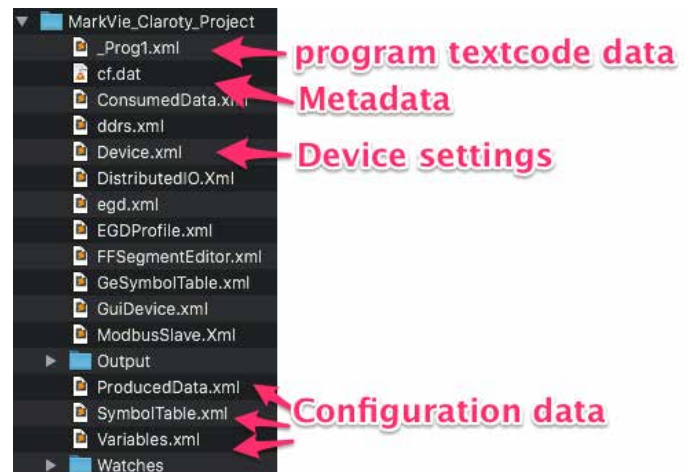 MarkVie_Claroty_Project
_Prog1.xml
program textcode data
cf.dat
Metadata
ConsumedData.xml
ddrs.xml
Device.xml
Device settings
DistributedIO.Xml
egd.xml
EGDProfile.xml
FFSegmentEditor.xml
GeSymbolTable.xml
GuiDevice.xml
ModbusSlave.Xml
Output
ProducedData.xml
SymbolTable.xml
Configuration data
Variables.xml
Watches